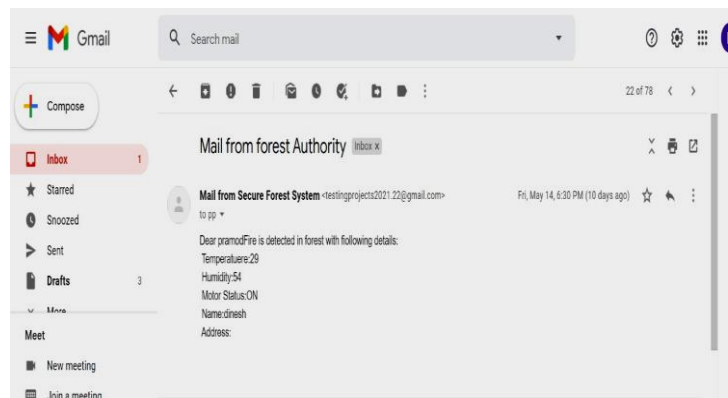 Gmail
Search mail
Compose
22 of 78
Mail from forest Authority Inbox x
Inbox 1
Starred
Mail from Secure Forest System <testingprojects2021.22@gmail.com> Fri, May 14, 6:30 PM (10 days ago)
to pp
Snoozed
Sent
Dear pramodFire is detected in forest with fiollowing details:
Temperatuere:29
Drafts 3
Humidity:54
More
Motor Status:ON
Name:dinesh
Meet
Address:
New meeting
Join a meeting